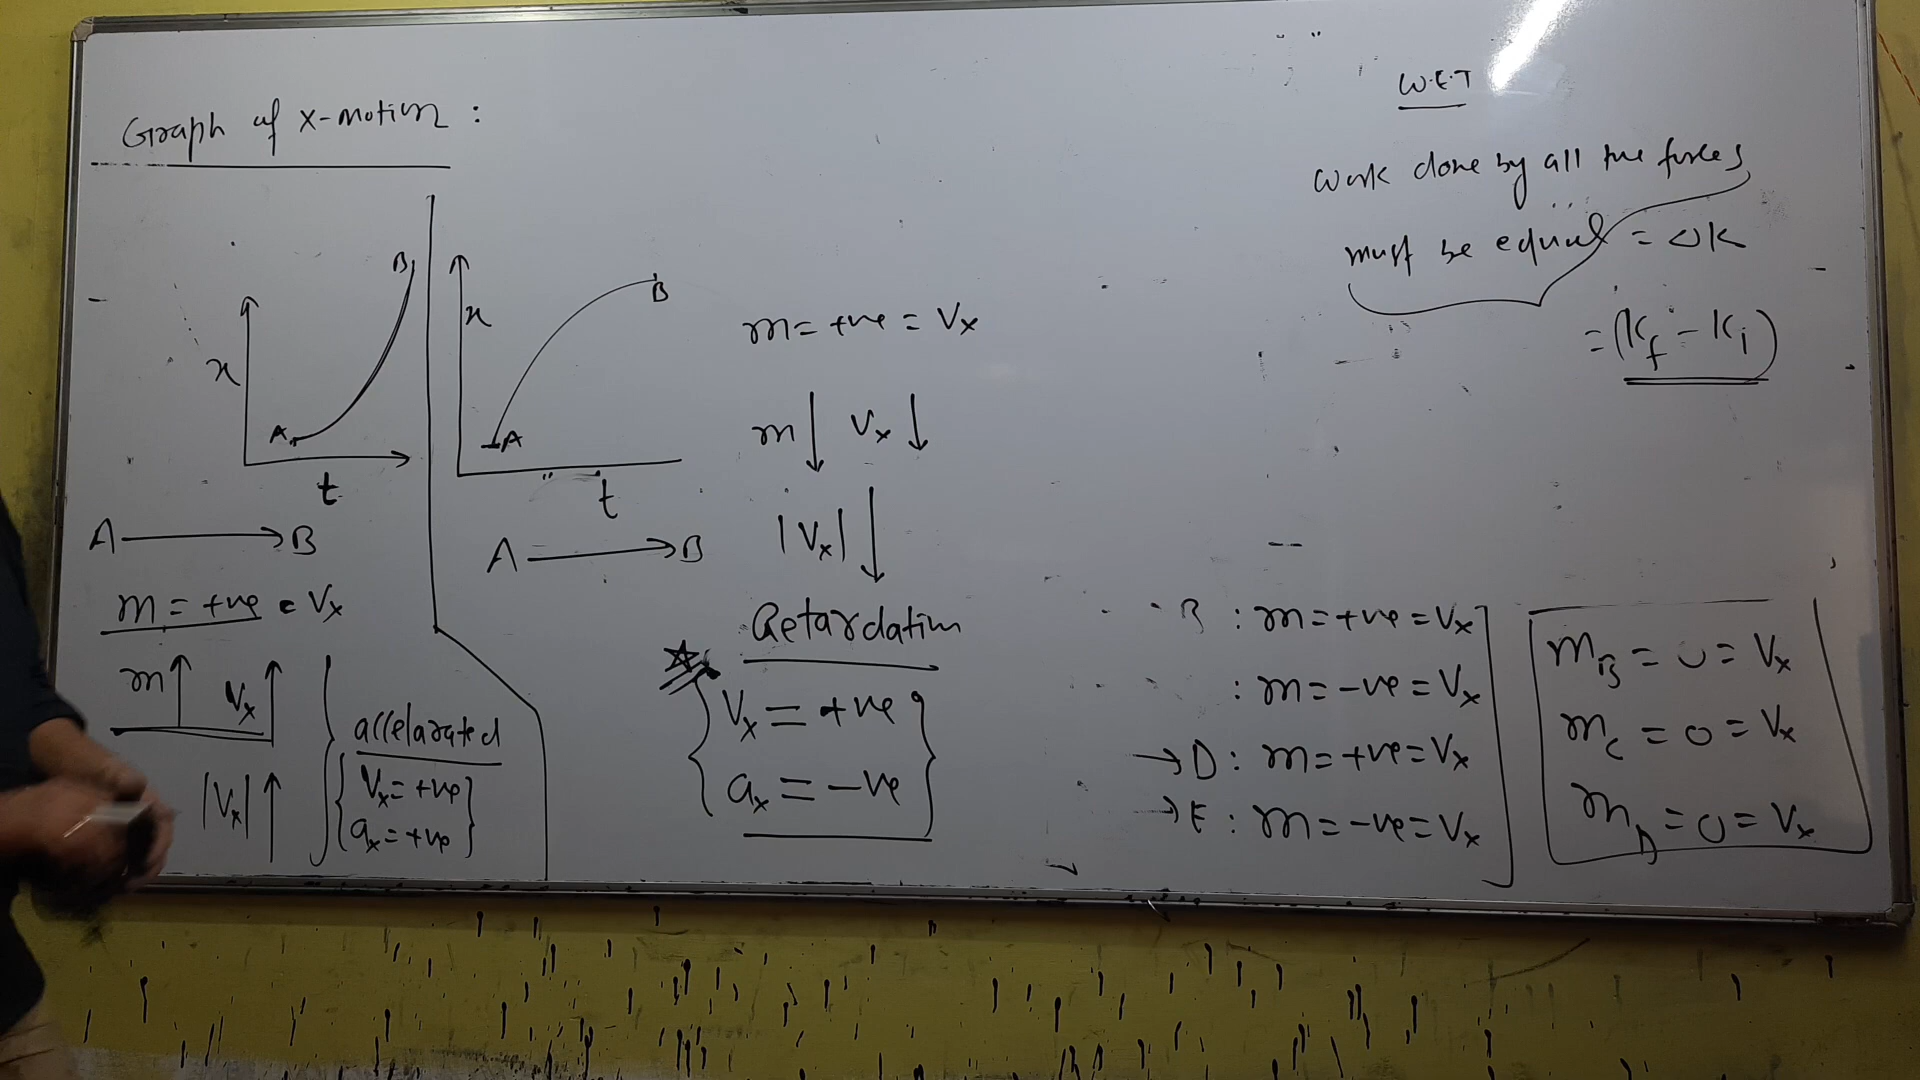 Graph of x-motion :
B
x
A
t
A → B
m = +ve = Vx
m↑ Vx↑
|Vx| ↑
accelarated
Vx = +ve
ax = +ve
x
B
A
t
A → B
m = +ve = Vx
m↓ Vx↓
|Vx| ↓
Retardation
Vx = +ve
ax = -ve
W.E.T
Work done by all the forces
must be equal = ΔK
= (Kf - Ki)
B : m = +ve = Vx
: m = -ve = Vx
→ D : m = +ve = Vx
→ E : m = -ve = Vx
mB = 0 = Vx
mC = 0 = Vx
mD = 0 = Vx